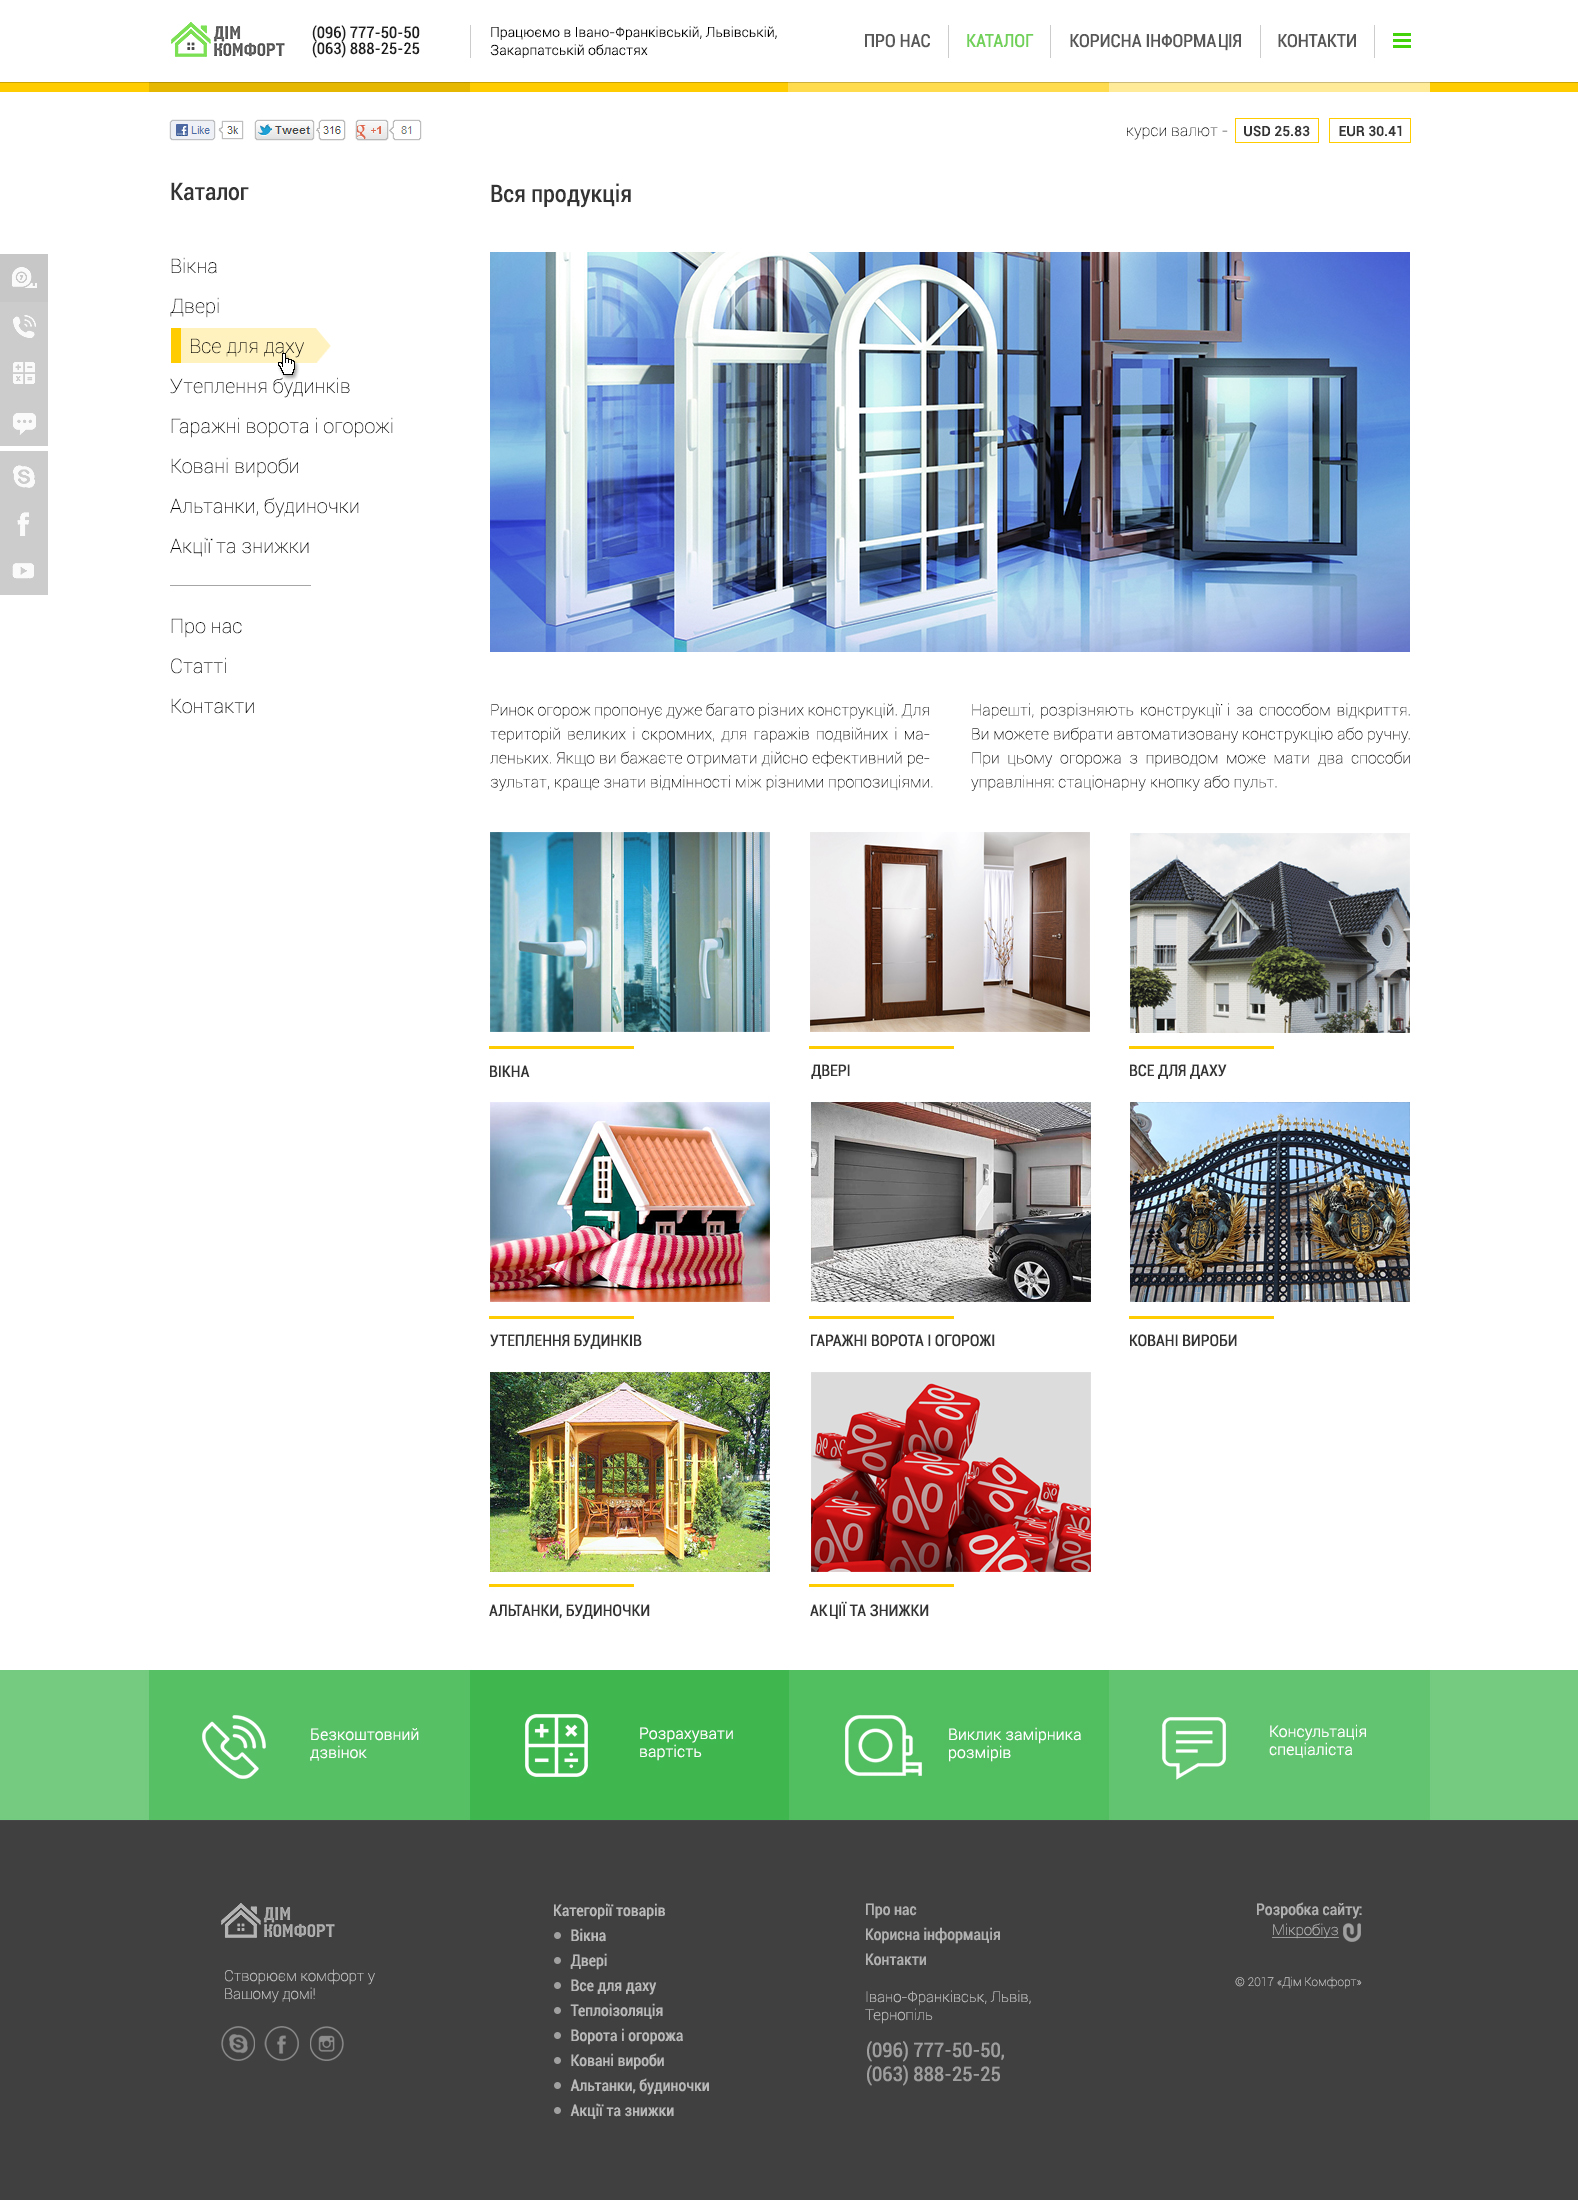 ДІМ
КОМФОРТ
(096) 777-50-50
(063) 888-25-25
Працюємо в Івано-Франківській, Львівській,
Закарпатській областях
ПРО НАС
КАТАЛОГ
КОРИСНА ІНФОРМАЦІЯ
КОНТАКТИ
Like 3k
Tweet 316
g +1 81
курси валют - USD 25.83 EUR 30.41
Каталог
Вікна
Двері
Все для даху
Утеплення будинків
Гаражні ворота і огорожі
Ковані вироби
Альтанки, будиночки
Акції та знижки
Про нас
Статті
Контакти
Вся продукція
Ринок огорож пропонує дуже багато різних конструкцій. Для
територій великих і скромних, для гаражів подвійних і ма-
леньких. Якщо ви бажаєте отримати дійсно ефективний ре-
зультат, краще знати відмінності між різними пропозиціями.
Нарешті, розрізняють конструкції і за способом відкриття.
Ви можете вибрати автоматизовану конструкцію або ручну.
При цьому огорожа з приводом може мати два способи
управління: стаціонарну кнопку або пульт.
ВІКНА
ДВЕРІ
ВСЕ ДЛЯ ДАХУ
УТЕПЛЕННЯ БУДИНКІВ
ГАРАЖНІ ВОРОТА І ОГОРОЖІ
КОВАНІ ВИРОБИ
АЛЬТАНКИ, БУДИНОЧКИ
АКЦІЇ ТА ЗНИЖКИ
Безкоштовний
дзвінок
Розрахувати
вартість
Виклик замірника
розмірів
Консультація
спеціаліста
ДІМ
КОМФОРТ
Створюєм комфорт у
Вашому домі!
Категорії товарів
Вікна
Двері
Все для даху
Теплоізоляція
Ворота і огорожа
Ковані вироби
Альтанки, будиночки
Акції та знижки
Про нас
Корисна інформація
Контакти
Івано-Франківськ, Львів,
Тернопіль
(096) 777-50-50,
(063) 888-25-25
Розробка сайту:
Мікробіуз
© 2017 «Дім Комфорт»